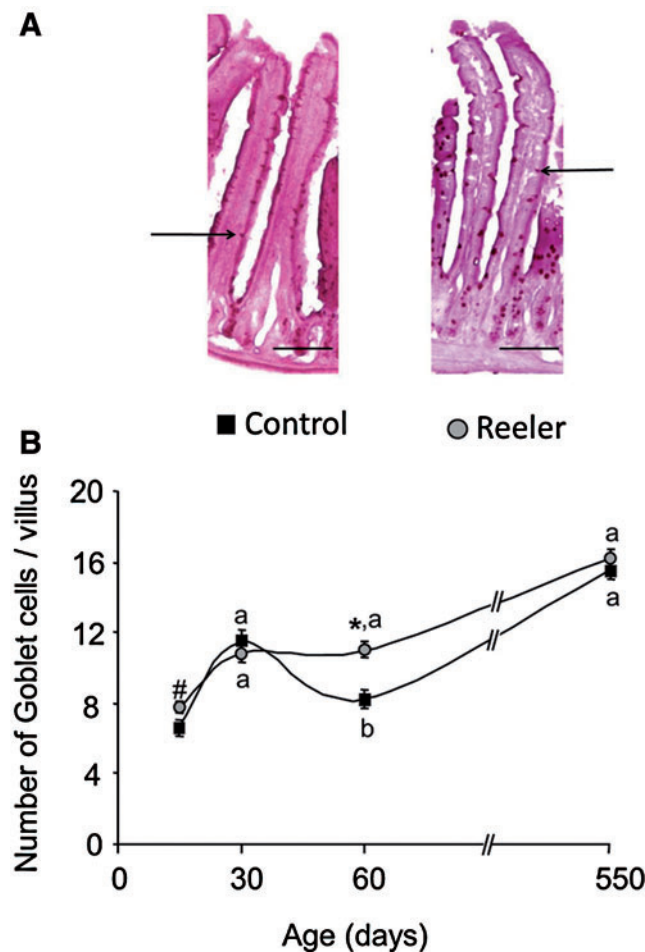 A
■ Control ● Reeler
B
Number of Goblet cells / villus
20
16
12
8
4
0
#
a
a
*,a
b
a
a
//
//
//
0 30 60 550
Age (days)